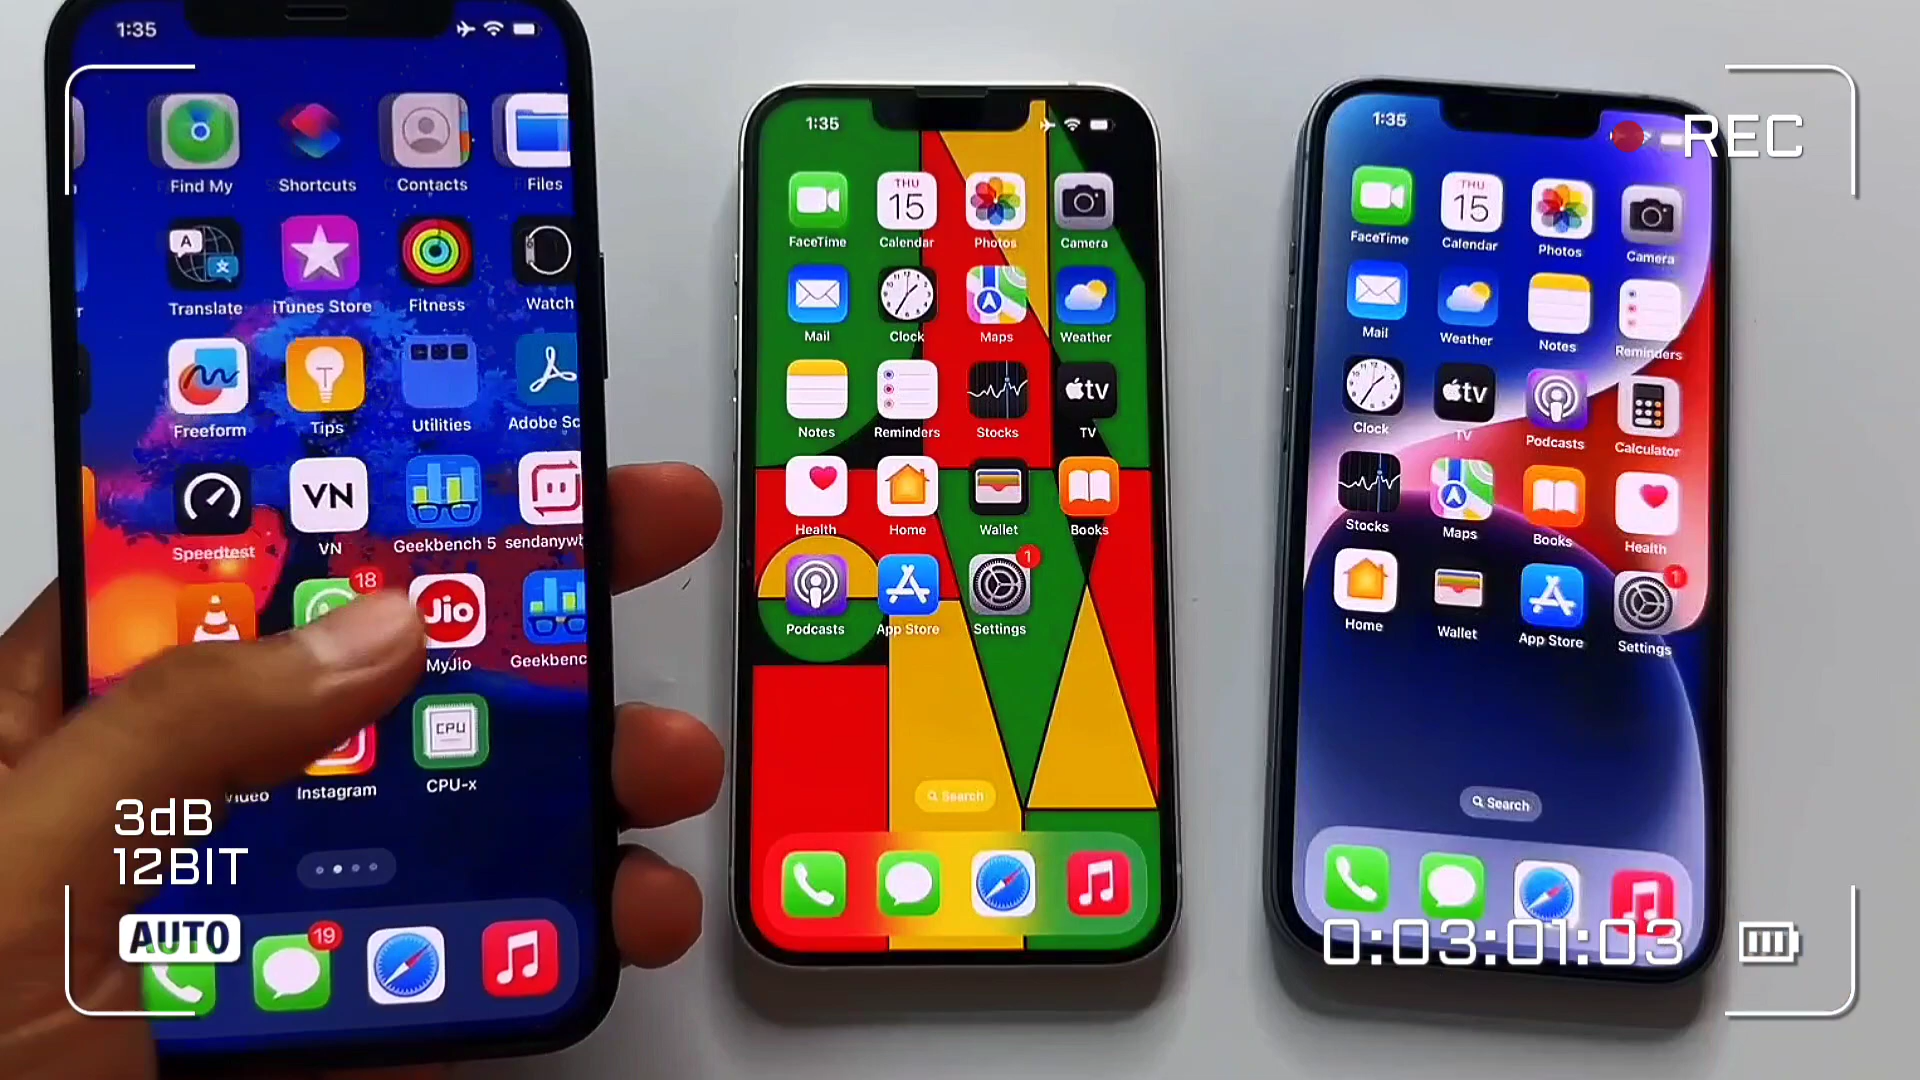 1:35
Find My
Shortcuts
Contacts
Files
Translate
iTunes Store
Fitness
Watch
Freeform
Tips
Utilities
Adobe Sc
Speedtest
VN
VN
Geekbench 5
sendanywh
18
Jio
MyJio
Geekbenc
Video
Instagram
CPU
CPU-x
19
1:35
FaceTime
THU
15
Calendar
Photos
Camera
Mail
Clock
Maps
Weather
Notes
Reminders
Stocks
tv
TV
Health
Home
Wallet
Books
1
Podcasts
App Store
Settings
Search
1:35
FaceTime
THU
15
Calendar
Photos
Camera
Mail
Weather
Notes
Reminders
Clock
tv
TV
Podcasts
Calculator
Stocks
Maps
Books
Health
1
Home
Wallet
App Store
Settings
Search
REC
3dB
12BIT
AUTO
0:03:01:03